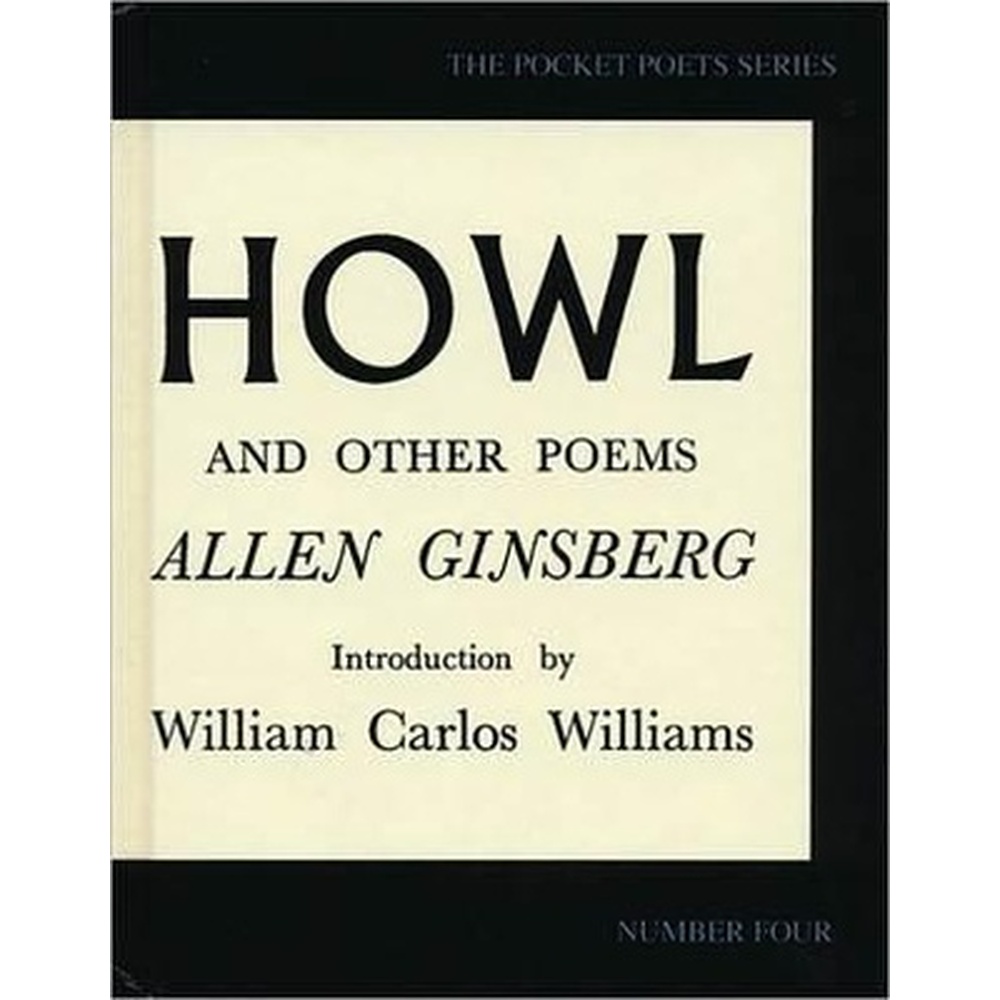 THE POCKET POETS SERIES
HOWL
AND OTHER POEMS
ALLEN GINSBERG
Introduction by
William Carlos Williams
NUMBER FOUR